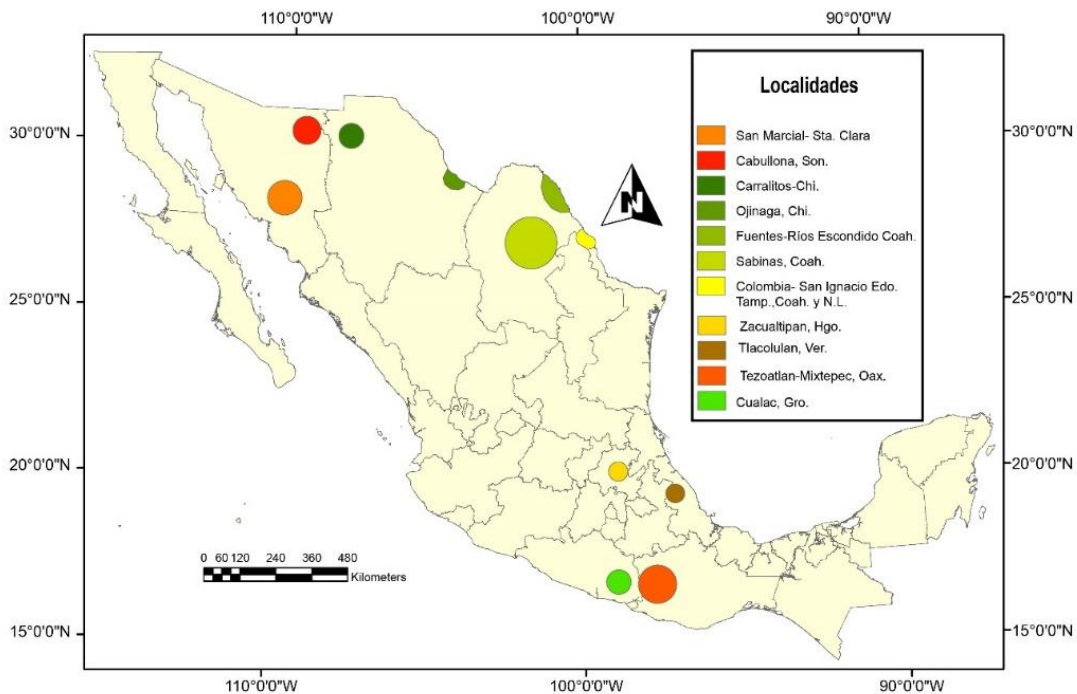 110°0'0"W
100°0'0"W
90°0'0"W
30°0'0"N
25°0'0"N
20°0'0"N
15°0'0"N
N
Localidades
San Marcial- Sta. Clara
Cabullona, Son.
Carralitos-Chi.
Ojinaga, Chi.
Fuentes-Ríos Escondido Coah.
Sabinas, Coah.
Colombia- San Ignacio Edo.
Tamp.,Coah. y N.L.
Zacualtipan, Hgo.
Tlacolulan, Ver.
Tezoatlan-Mixtepec, Oax.
Cualac, Gro.
30°0'0"N
25°0'0"N
20°0'0"N
15°0'0"N
0 60 120 240 360 480
Kilometers
110°0'0"W
100°0'0"W
90°0'0"W